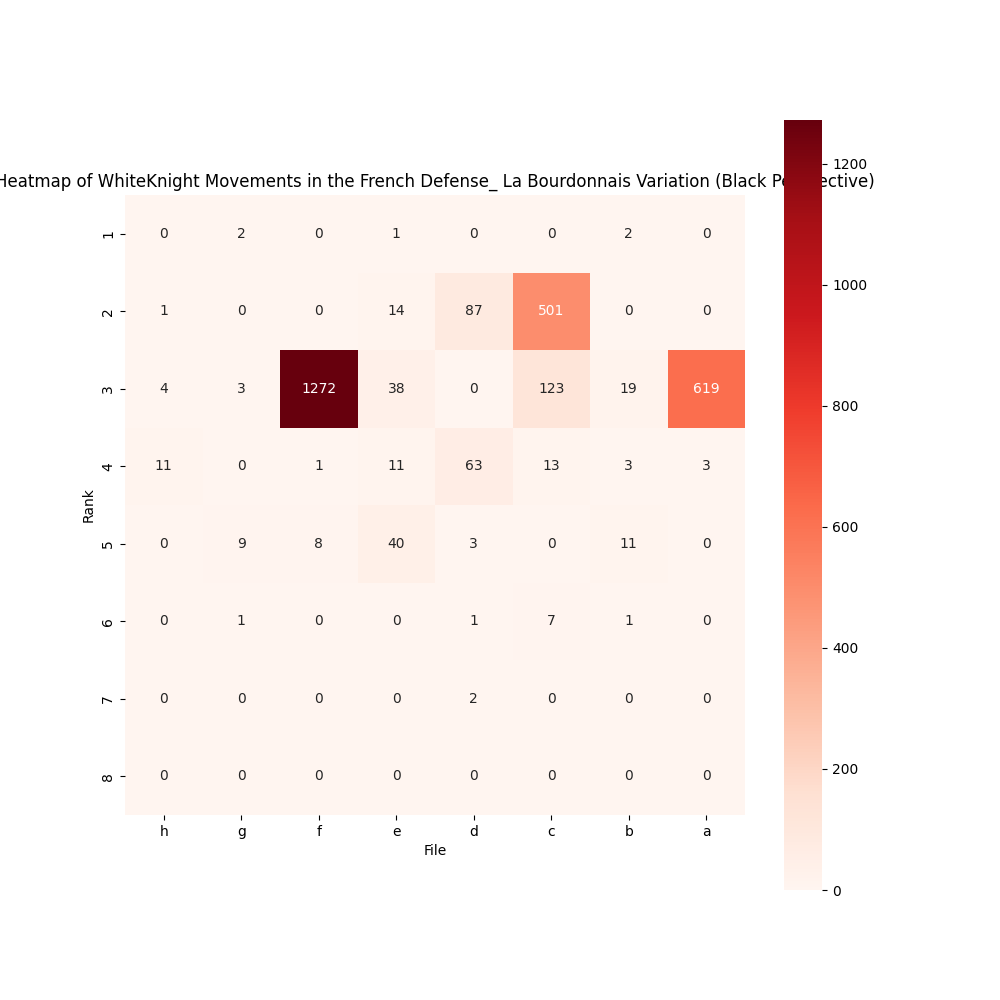 Heatmap of WhiteKnight Movements in the French Defense_ La Bourdonnais Variation (Black Perspective)
1200
1 0 2 0 1 0 0 2 0
1000
2 1 0 0 14 87 501 0 0
3 4 3 1272 38 0 123 19 619
800
4 11 0 1 11 63 13 3 3
Rank
600
5 0 9 8 40 3 0 11 0
6 0 1 0 0 1 7 1 0
400
7 0 0 0 0 2 0 0 0
200
8 0 0 0 0 0 0 0 0
h g f e d c b a
File
0